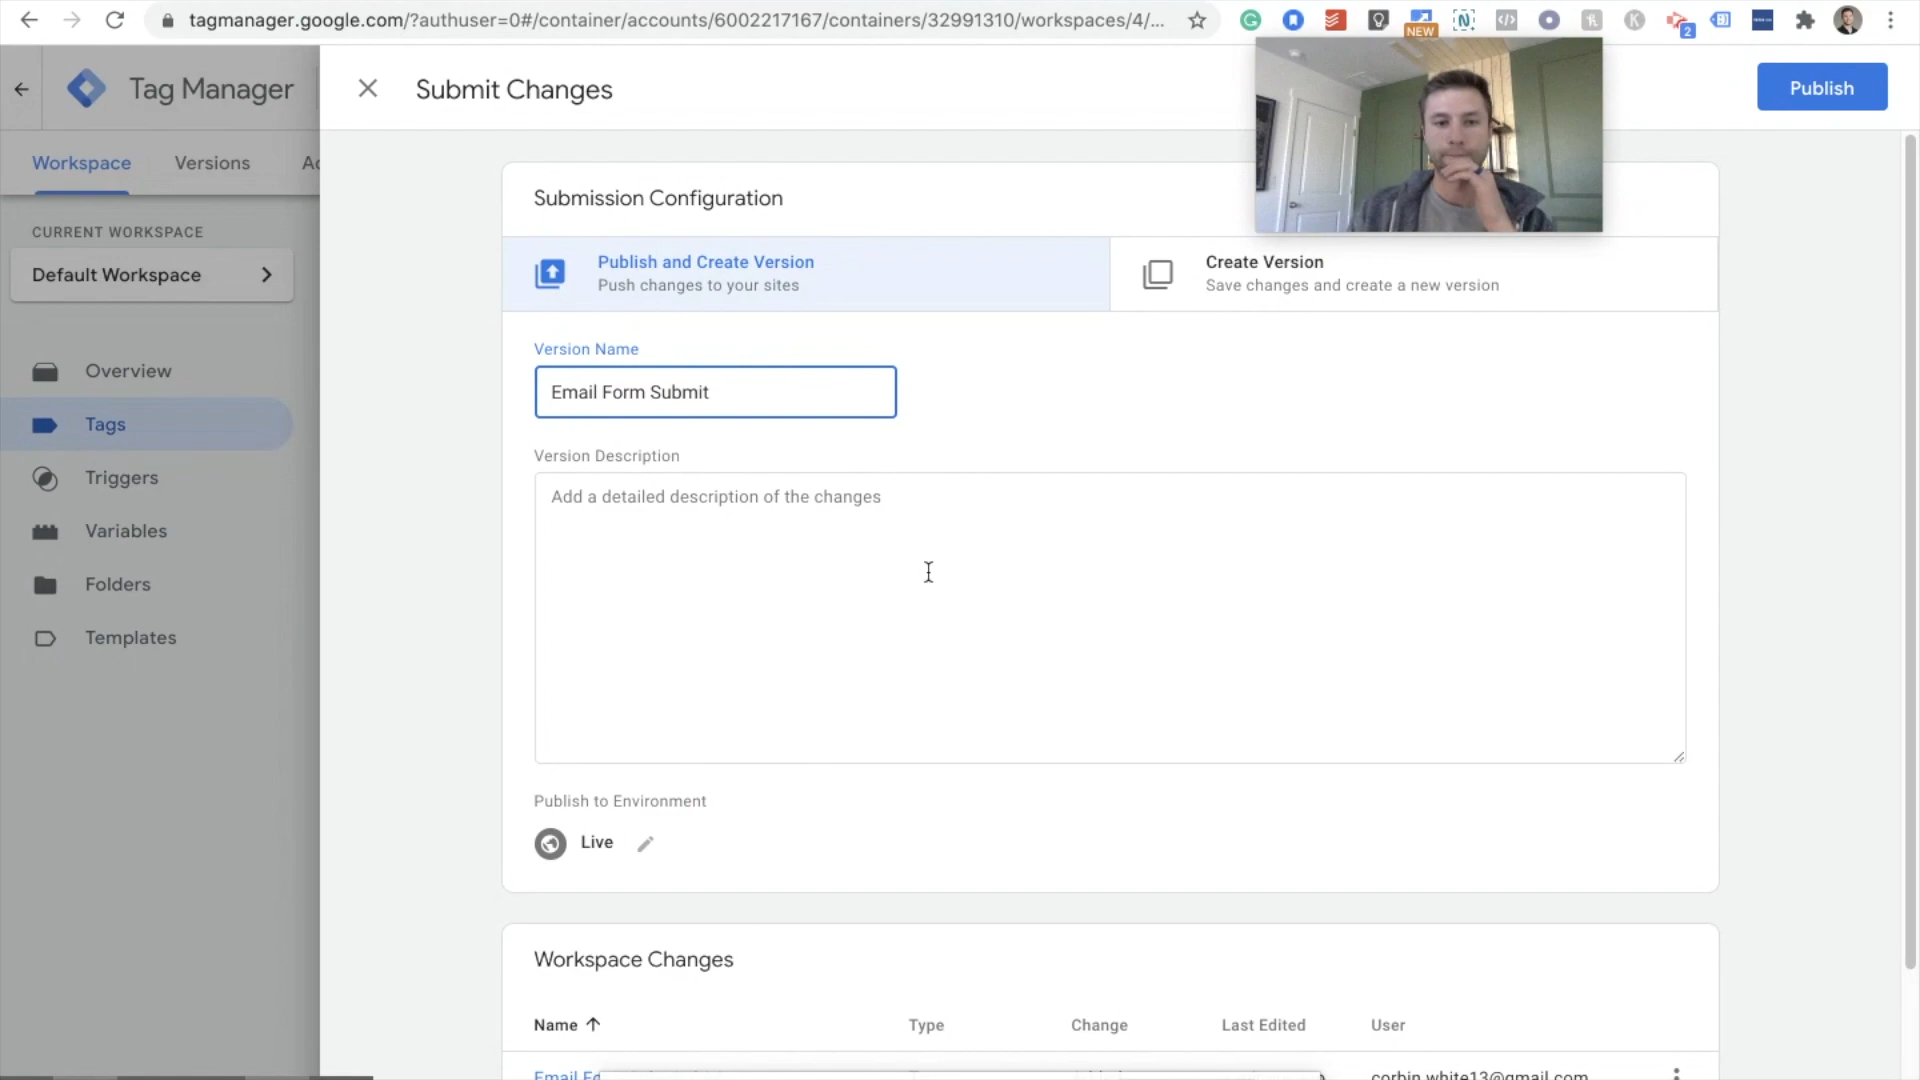 tagmanager.google.com/?authuser=0#/container/accounts/6002217167/containers/32991310/workspaces/4/...
NEW
2
Tag Manager
Submit Changes
Publish
Workspace
Versions
Submission Configuration
CURRENT WORKSPACE
Default Workspace
Publish and Create Version
Push changes to your sites
Create Version
Save changes and create a new version
Version Name
Email Form Submit
Overview
Tags
Triggers
Variables
Folders
Templates
Version Description
Add a detailed description of the changes
Publish to Environment
Live
Workspace Changes
Name
Type
Change
Last Edited
User
Email
corbin.white13@gmail.com